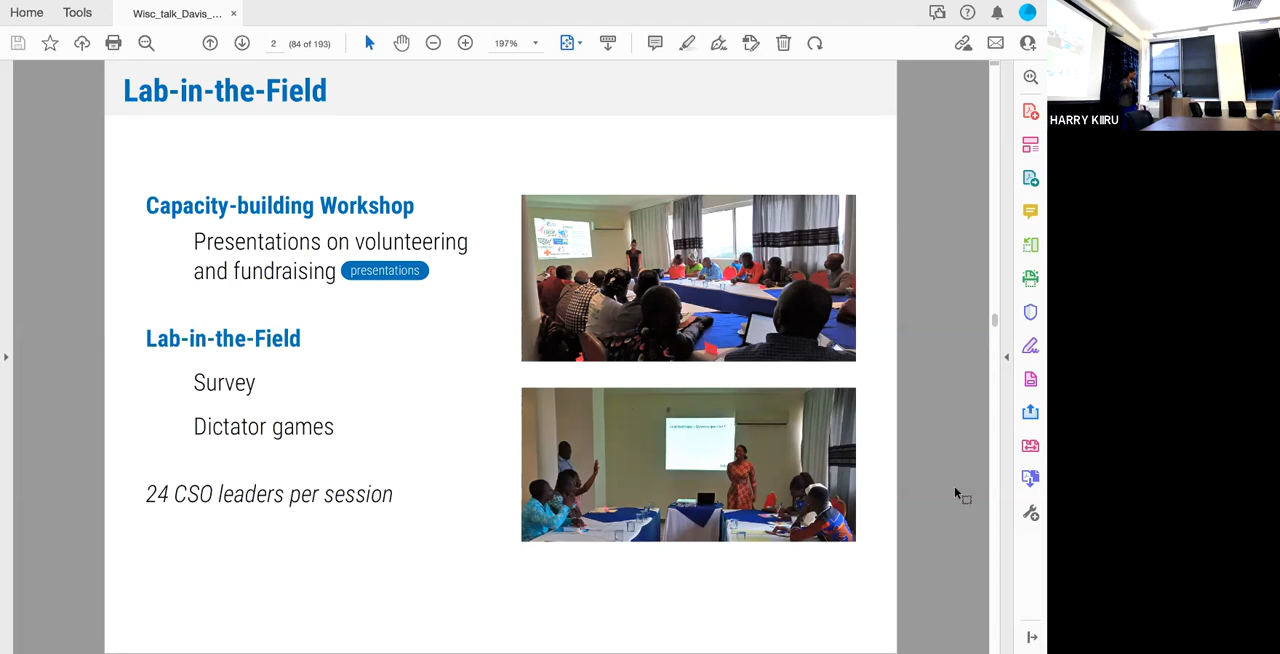 Home
Tools
Wisc_talk_Davis_... ×
2
(84 of 193)
197%
HARRY KIIRU
Lab-in-the-Field
Capacity-building Workshop
Presentations on volunteering
and fundraising presentations
Lab-in-the-Field
Survey
Dictator games
24 CSO leaders per session